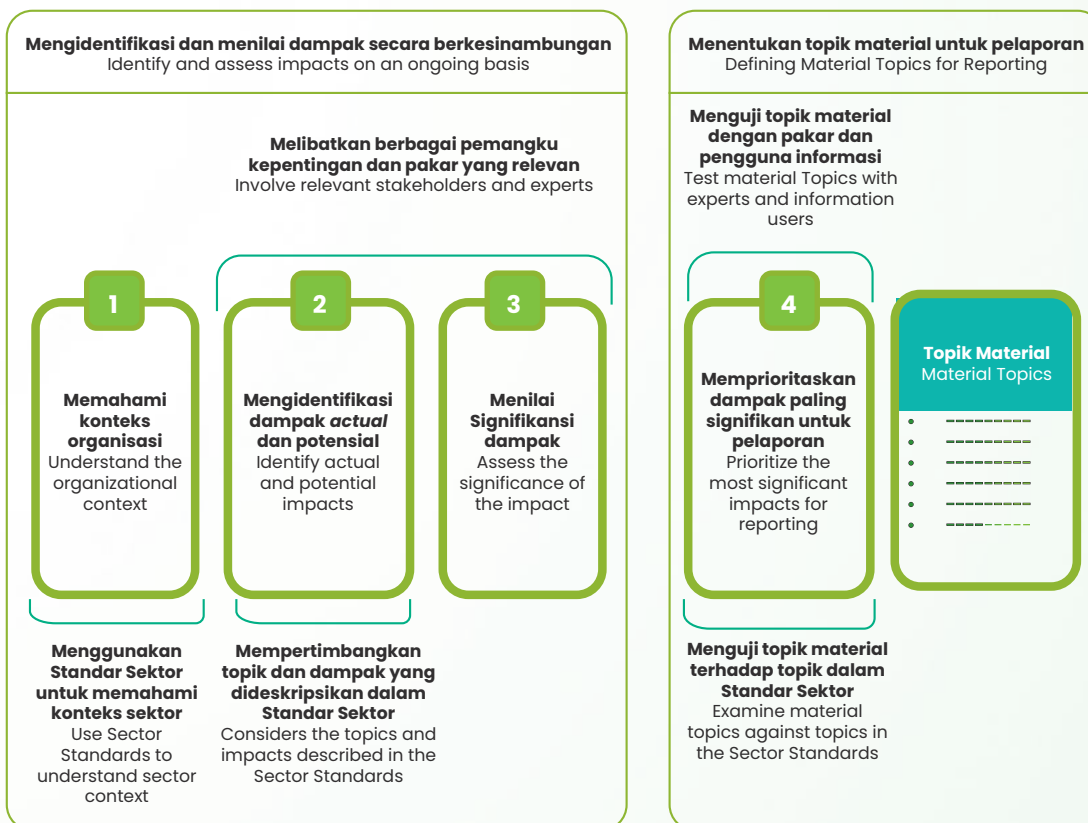 Mengidentifikasi dan menilai dampak secara berkesinambungan
Identify and assess impacts on an ongoing basis
Melibatkan berbagai pemangku
kepentingan dan pakar yang relevan
Involve relevant stakeholders and experts
1
Memahami
konteks
organisasi
Understand the
organizational
context
Menggunakan
Standar Sektor
untuk memahami
konteks sektor
Use Sector
Standards to
understand sector
context
2
Mengidentifikasi
dampak actual
dan potensial
Identify actual
and potential
impacts
Mempertimbangkan
topik dan dampak yang
dideskripsikan dalam
Standar Sektor
Considers the topics and
impacts described in the
Sector Standards
3
Menilai
Signifikansi
dampak
Assess the
significance of
the impact
Menentukan topik material untuk pelaporan
Defining Material Topics for Reporting
Menguji topik material
dengan pakar dan
pengguna informasi
Test material Topics with
experts and information
users
4
Memprioritaskan
dampak paling
signifikan untuk
pelaporan
Prioritize the
most significant
impacts for
reporting
Menguji topik material
terhadap topik dalam
Standar Sektor
Examine material
topics against topics in
the Sector Standards
Topik Material
Material Topics